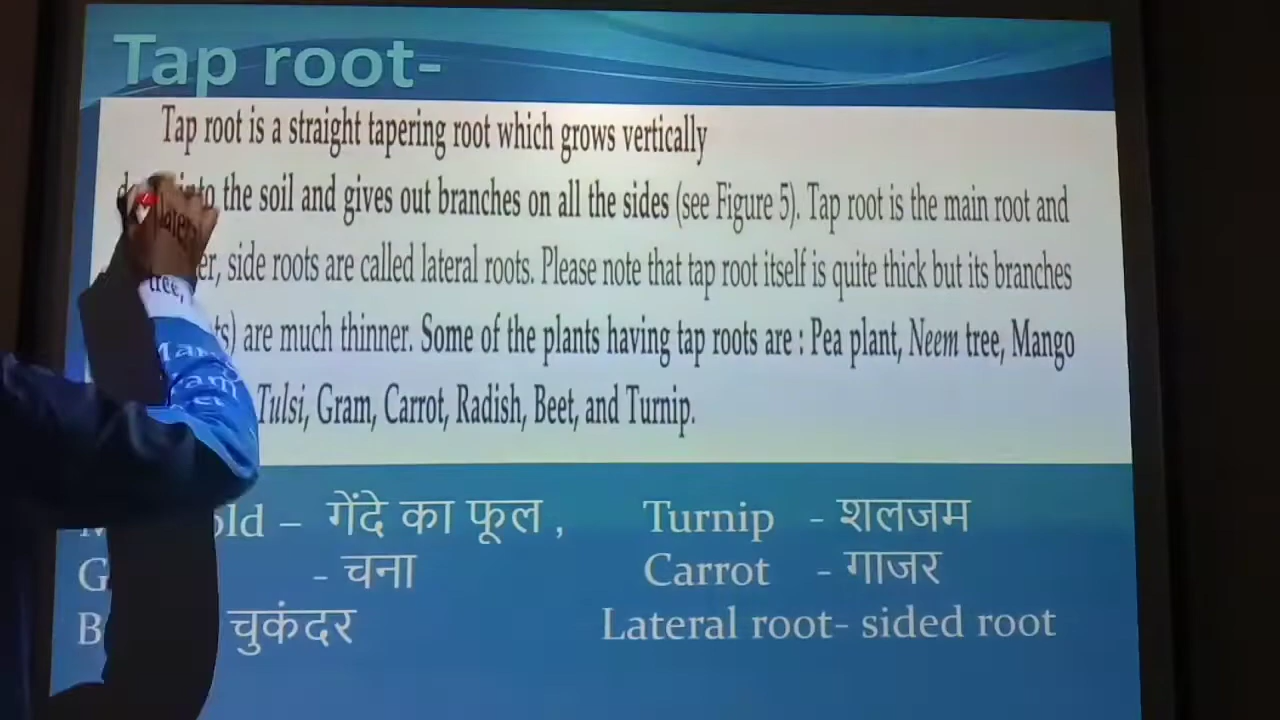 Tap root-
Tap root is a straight tapering root which grows vertically
into the soil and gives out branches on all the sides (see Figure 5). Tap root is the main root and
side roots are called lateral roots. Please note that tap root itself is quite thick but its branches
are much thinner. Some of the plants having tap roots are : Pea plant, Neem tree, Mango
Tulsi, Gram, Carrot, Radish, Beet, and Turnip.
– गेंदे का फूल , Turnip - शलजम
- चना Carrot - गाजर
चुकंदर Lateral root- sided root